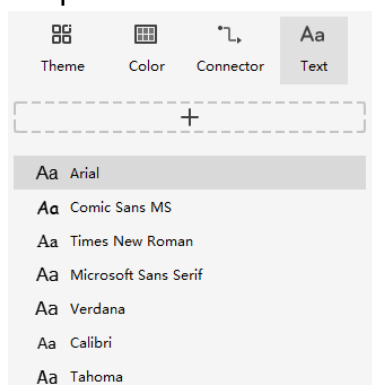 Aa
Theme Color Connector Text
+
Aa Arial
Aa Comic Sans MS
Aa Times New Roman
Aa Microsoft Sans Serif
Aa Verdana
Aa Calibri
Aa Tahoma